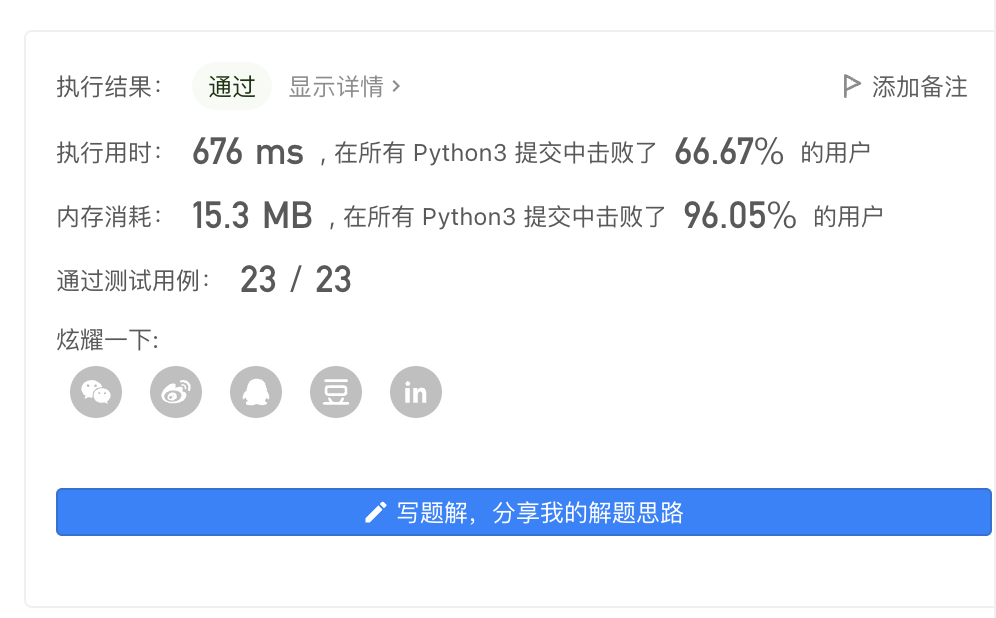 执行结果： 通过 显示详情 › 添加备注
执行用时： 676 ms , 在所有 Python3 提交中击败了 66.67% 的用户
内存消耗： 15.3 MB , 在所有 Python3 提交中击败了 96.05% 的用户
通过测试用例： 23 / 23
炫耀一下:
豆 in
写题解，分享我的解题思路